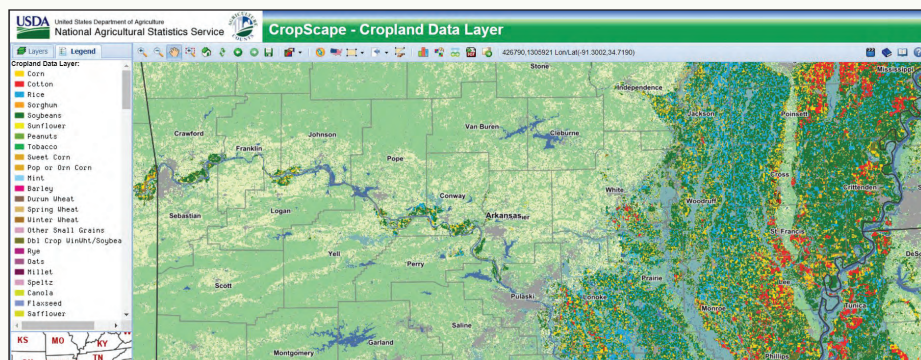 USDA
United States Department of Agriculture
National Agricultural Statistics Service
CropScape - Cropland Data Layer
Layers
Legend
426790,1305921 Lon/Lat(-91.3002,34.7190)
Cropland Data Layer:
Corn
Cotton
Rice
Sorghum
Soybeans
Sunflower
Peanuts
Tobacco
Sweet Corn
Pop or Orn Corn
Mint
Barley
Durum Wheat
Spring Wheat
Winter Wheat
Other Small Grains
Dbl Crop WinWht/Soybea
Rye
Oats
Millet
Speltz
Canola
Flaxseed
Safflower
KS
MO
KY
TN
Stone
Independence
Mississippi
Jackson
Poinsett
Crawford
Franklin
Johnson
Van Buren
Cleburne
Pope
Cross
Crittenden
White
Woodruff
Conway
Sebastian
Logan
Arkansas
St. Francis
Yell
Perry
Scott
Pulaski
Lonoke
Prairie
Lee
Monroe
Tunica
DeSo
Saline
Garland
Montgomery
Phillips